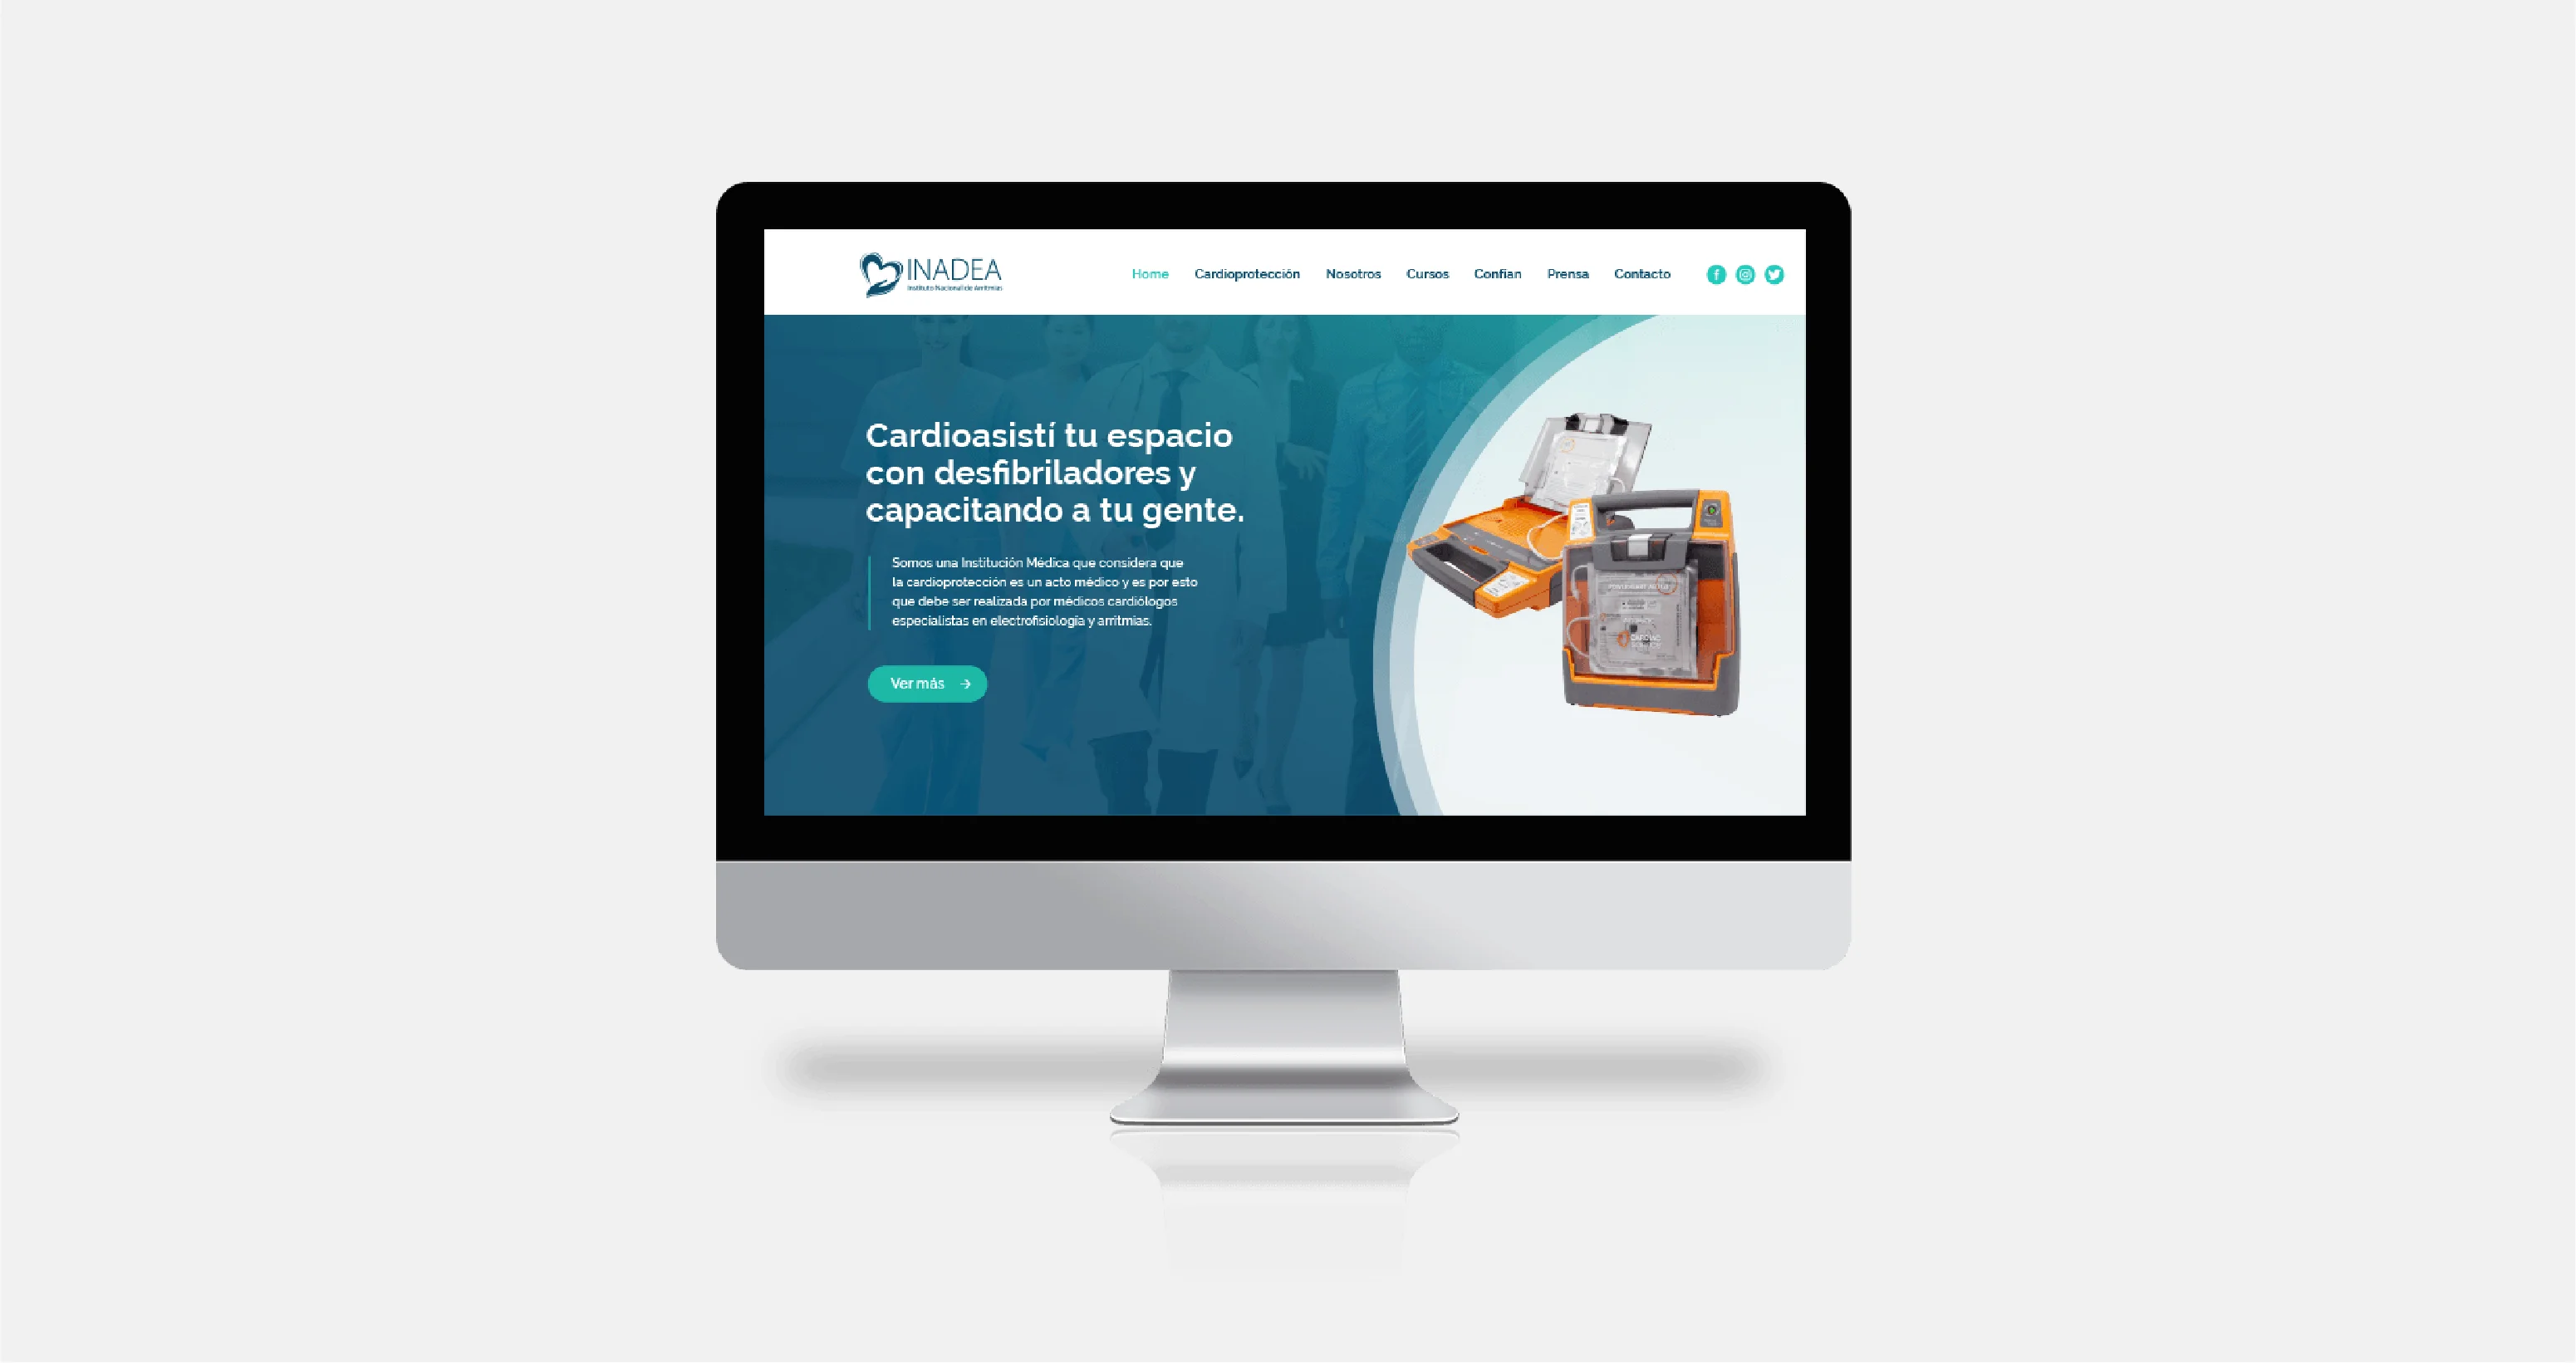 INADEA
Instituto Nacional de Arritmias
Home Cardioprotección Nosotros Cursos Confían Prensa Contacto
Cardioasistí tu espacio
con desfibriladores y
capacitando a tu gente.
Somos una Institución Médica que considera que
la cardioprotección es un acto médico y es por esto
que debe ser realizada por médicos cardiólogos
especialistas en electrofisiología y arritmias.
Ver más →